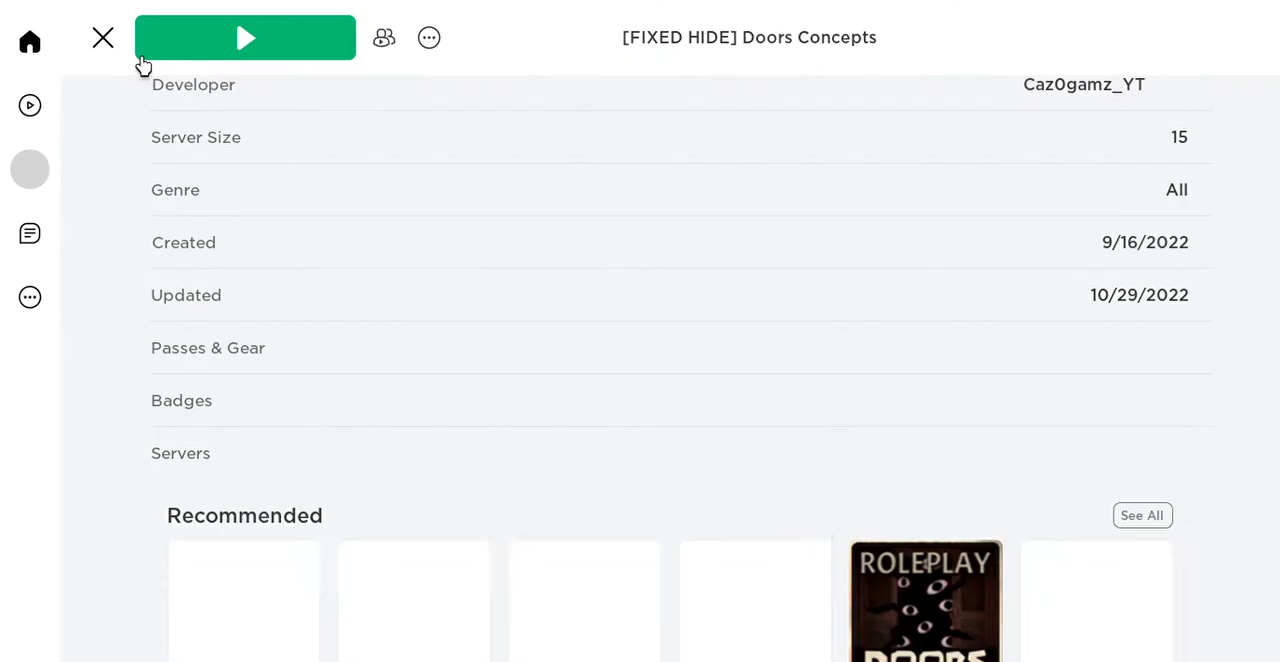 [FIXED HIDE] Doors Concepts
Developer Caz0gamz_YT
Server Size 15
Genre All
Created 9/16/2022
Updated 10/29/2022
Passes & Gear
Badges
Servers
Recommended See All
ROLEPLAY
DOORS